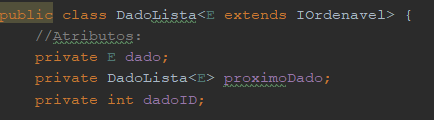 public class DadoLista<E extends IOrdenavel> {
//Atributos:
private E dado;
private DadoLista<E> proximoDado;
private int dadoID;